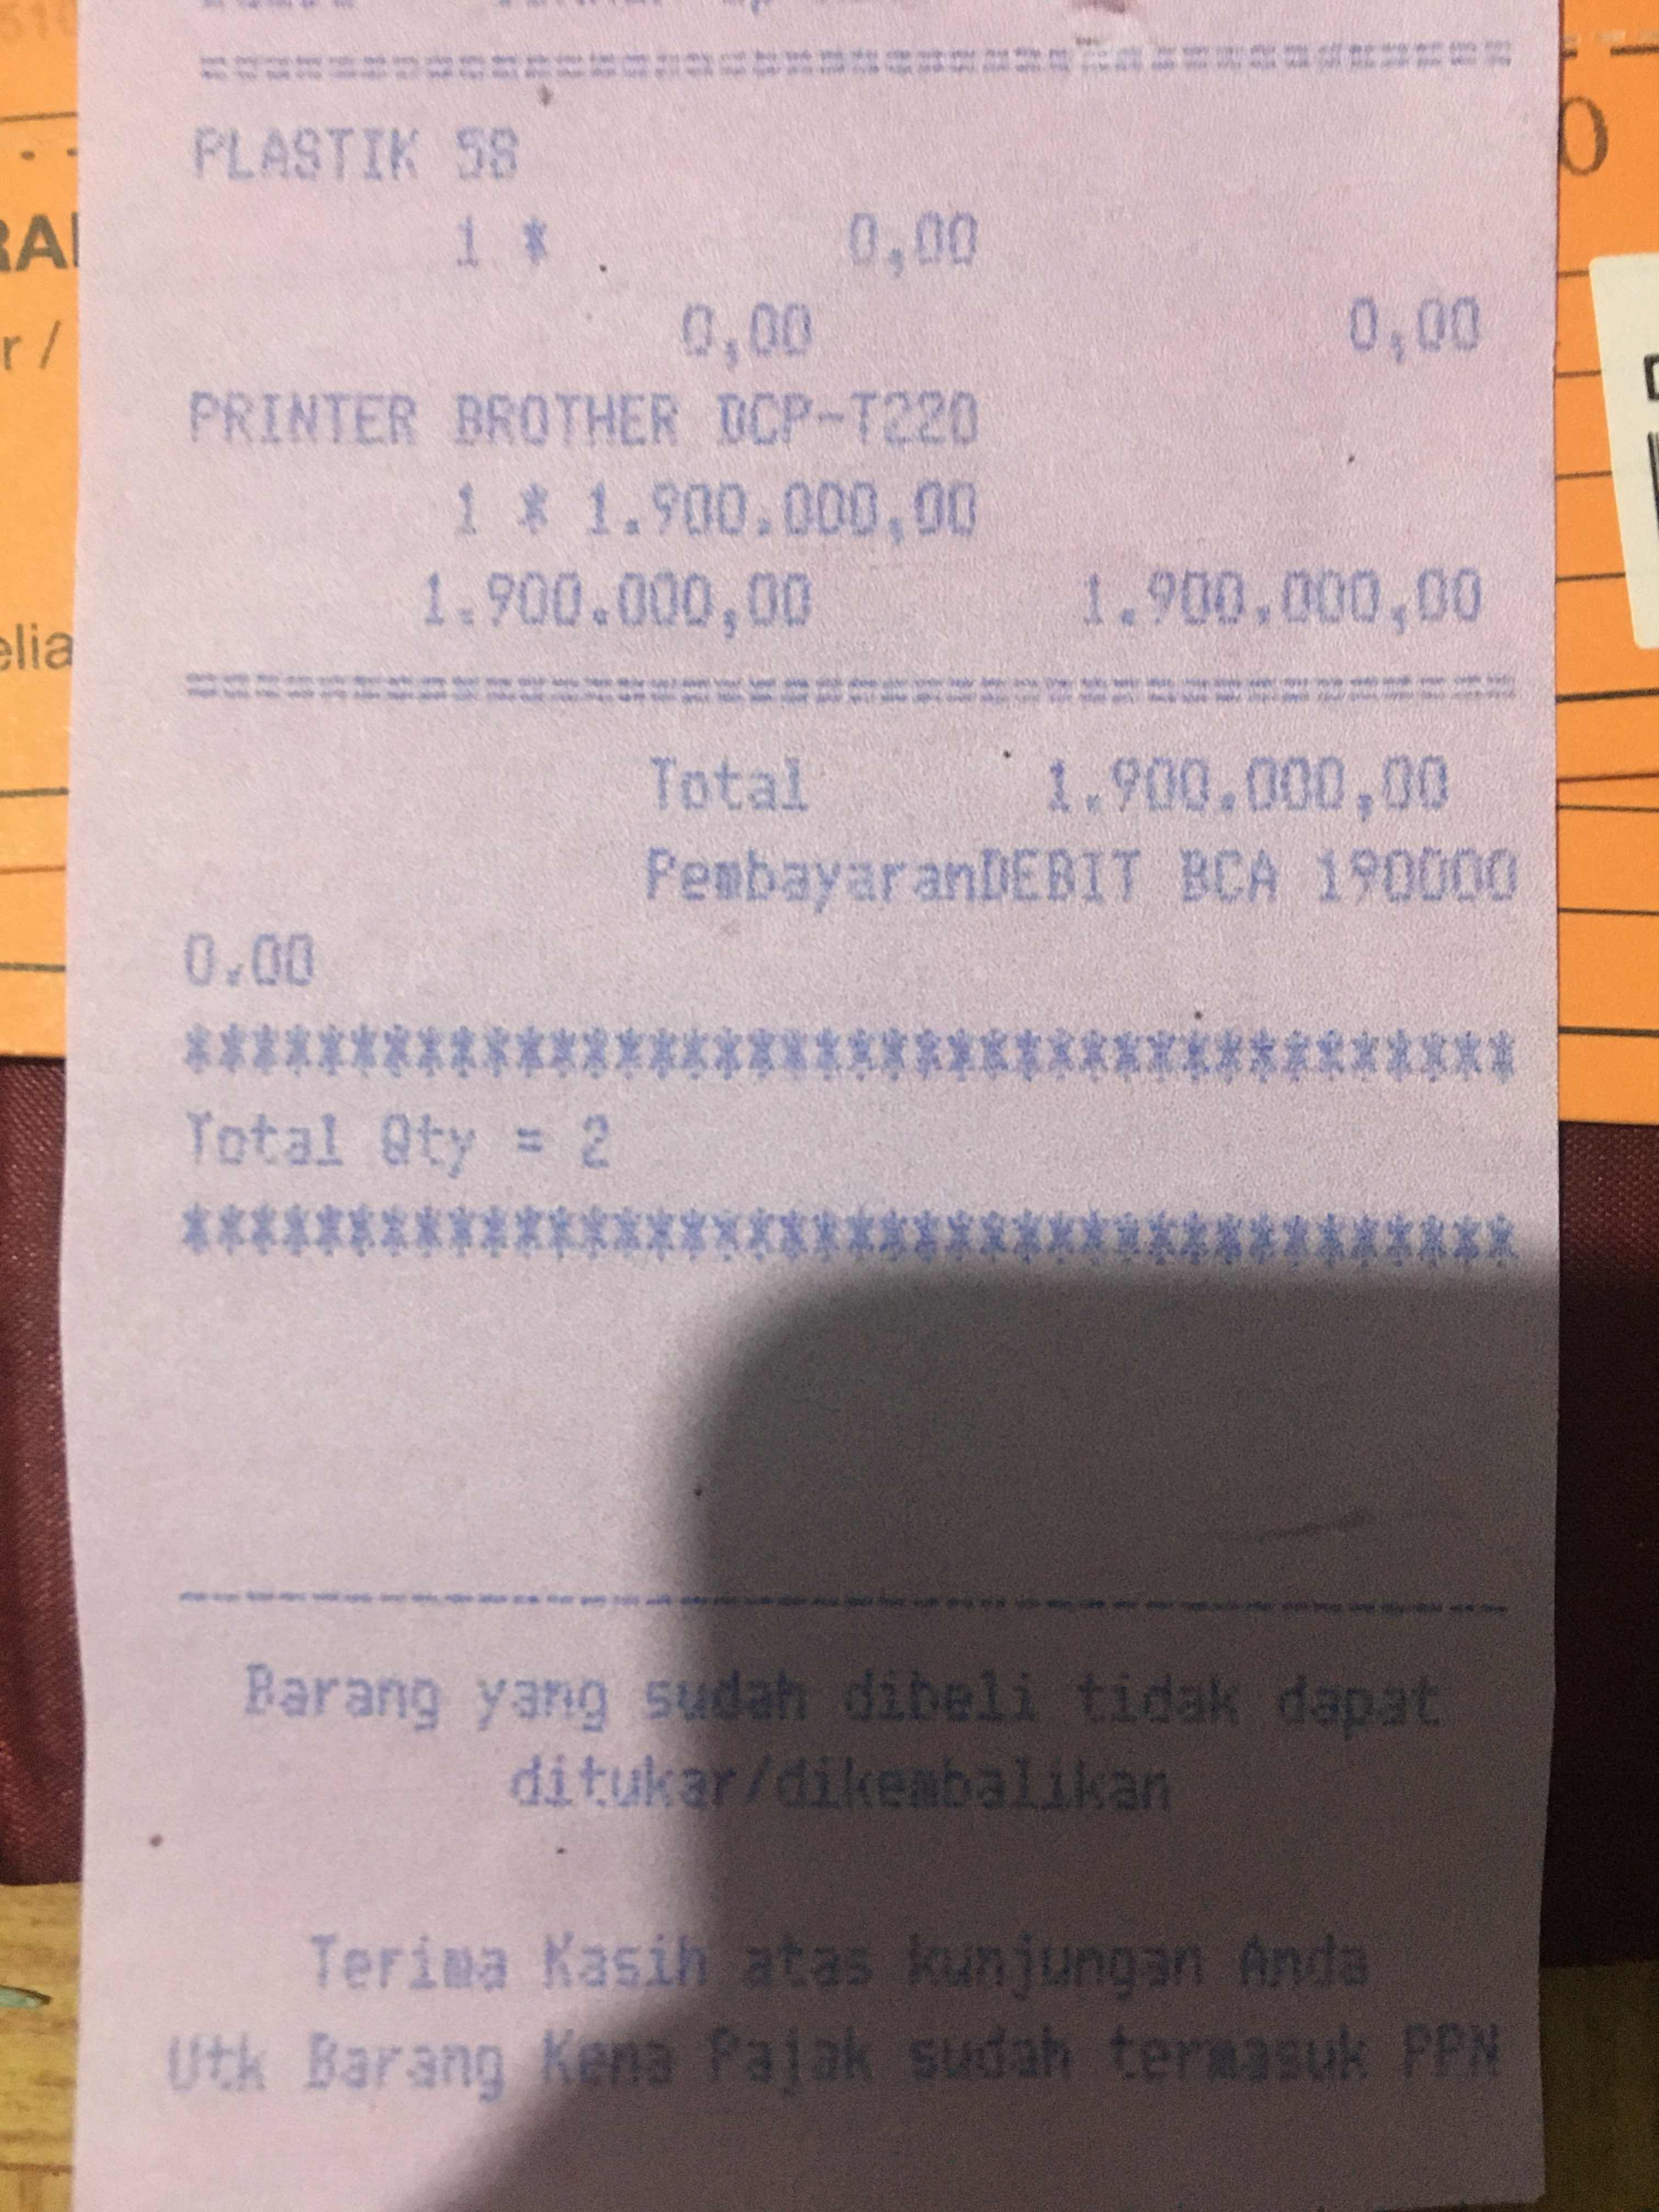 ================================
PLASTIK 58
1 * 0,00
0,00 0,00
PRINTER BROTHER DCP-T220
1 * 1.900.000,00
1.900.000,00 1.900.000,00
================================
Total 1.900.000,00
PembayaranDEBIT BCA 190000
0.00
****************************************
Total Qty = 2
****************************************
----------------------------------------
Barang yang sudah dibeli tidak dapat
ditukar/dikembalikan
Terima Kasih atas kunjungan Anda
Utk Barang Kena Pajak sudah termasuk PPN
r /
0